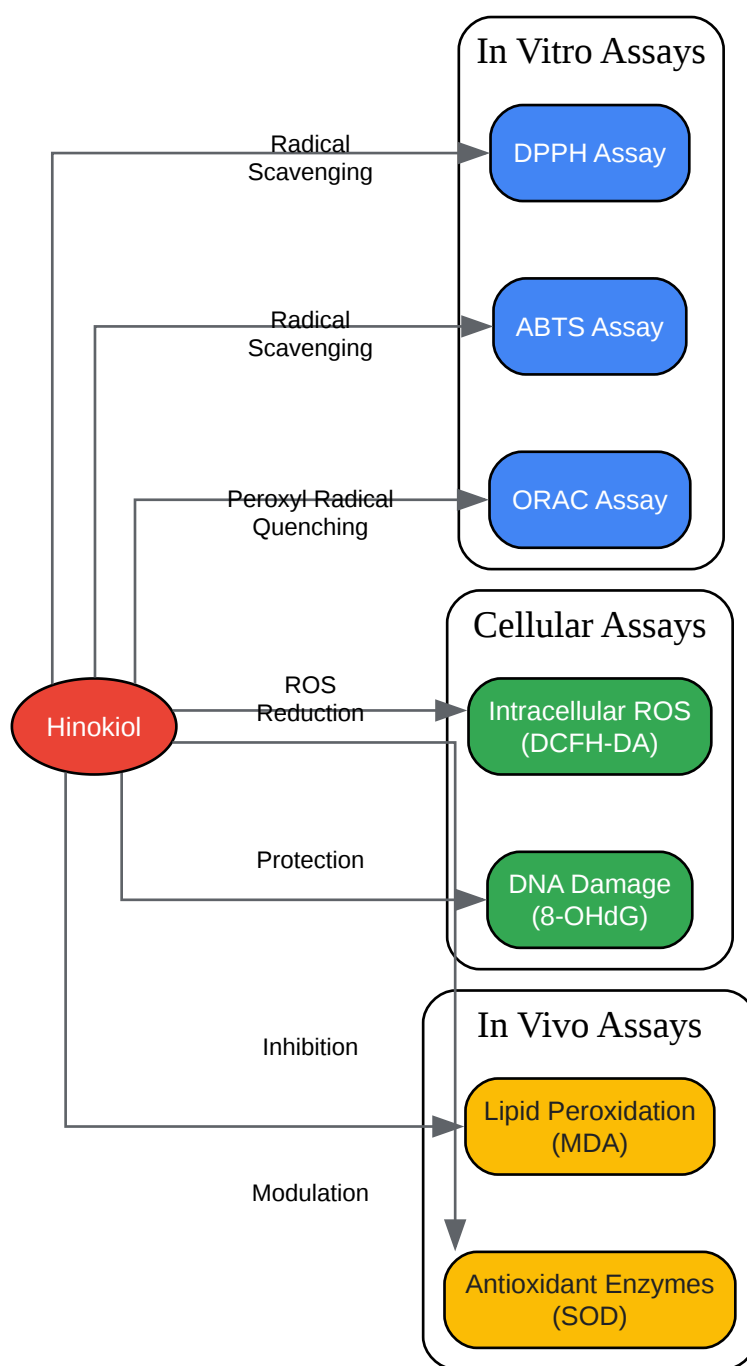 In Vitro Assays
Radical
Scavenging
DPPH Assay
Radical
Scavenging
ABTS Assay
Peroxyl Radical
Quenching
ORAC Assay
Cellular Assays
ROS
Reduction
Intracellular ROS
(DCFH-DA)
Hinokiol
Protection
DNA Damage
(8-OHdG)
In Vivo Assays
Inhibition
Lipid Peroxidation
(MDA)
Modulation
Antioxidant Enzymes
(SOD)